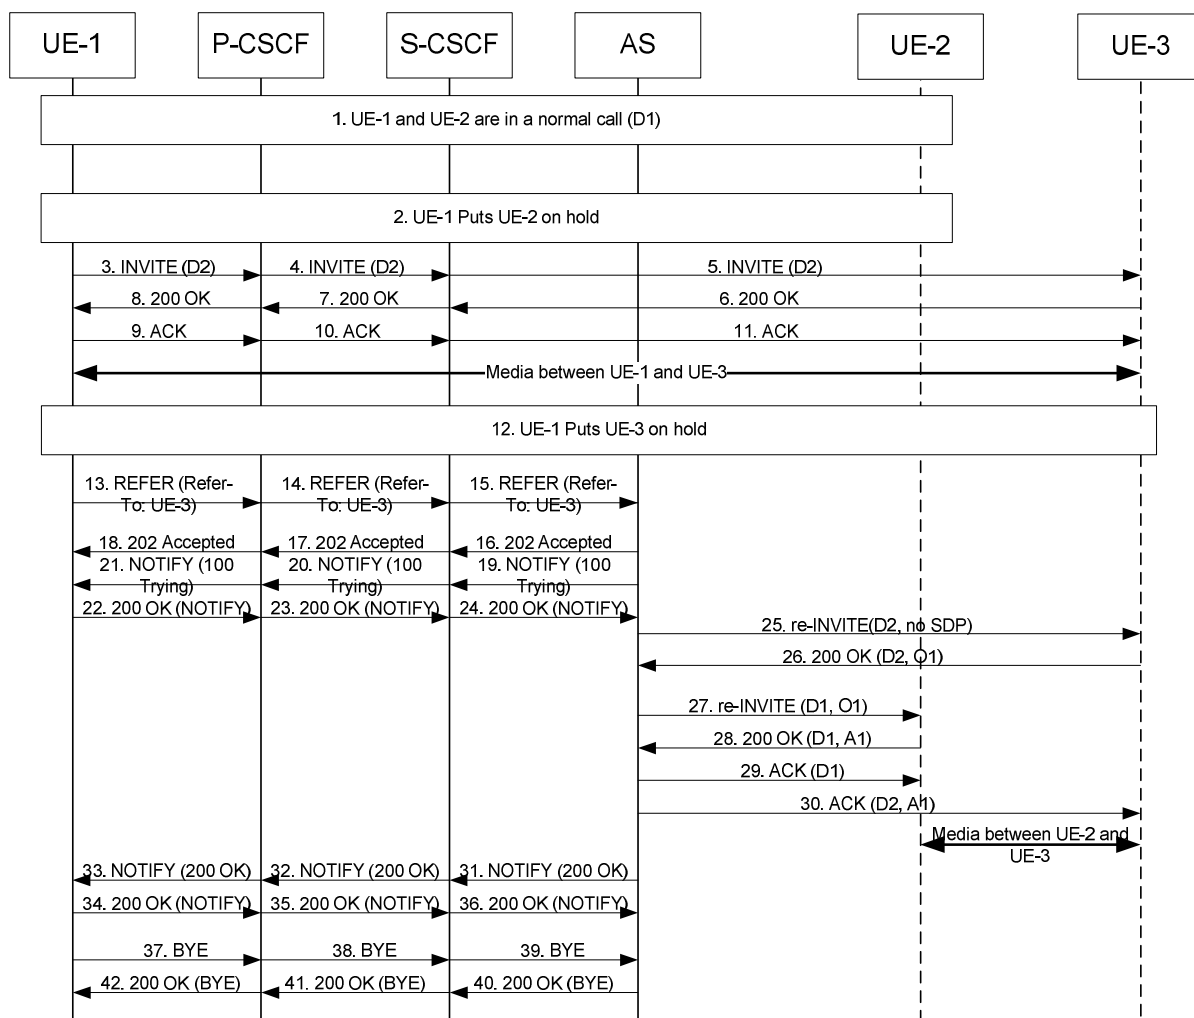 UE-1
P-CSCF
S-CSCF
AS
UE-2
UE-3
1. UE-1 and UE-2 are in a normal call (D1)
2. UE-1 Puts UE-2 on hold
3. INVITE (D2)
4. INVITE (D2)
5. INVITE (D2)
8. 200 OK
7. 200 OK
6. 200 OK
9. ACK
10. ACK
11. ACK
Media between UE-1 and UE-3
12. UE-1 Puts UE-3 on hold
13. REFER (Refer-
To: UE-3)
14. REFER (Refer-
To: UE-3)
15. REFER (Refer-
To: UE-3)
18. 202 Accepted
17. 202 Accepted
16. 202 Accepted
21. NOTIFY (100
Trying)
20. NOTIFY (100
Trying)
19. NOTIFY (100
Trying)
22. 200 OK (NOTIFY)
23. 200 OK (NOTIFY)
24. 200 OK (NOTIFY)
25. re-INVITE(D2, no SDP)
26. 200 OK (D2, O1)
27. re-INVITE (D1, O1)
28. 200 OK (D1, A1)
29. ACK (D1)
30. ACK (D2, A1)
Media between UE-2 and
UE-3
33. NOTIFY (200 OK)
32. NOTIFY (200 OK)
31. NOTIFY (200 OK)
34. 200 OK (NOTIFY)
35. 200 OK (NOTIFY)
36. 200 OK (NOTIFY)
37. BYE
38. BYE
39. BYE
42. 200 OK (BYE)
41. 200 OK (BYE)
40. 200 OK (BYE)